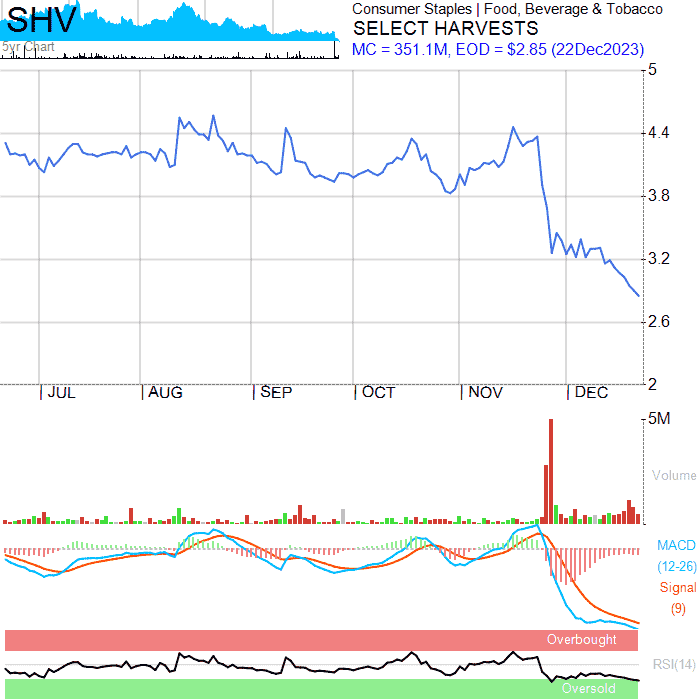 SHV
5yr Chart
Consumer Staples | Food, Beverage & Tobacco
SELECT HARVESTS
MC = 351.1M, EOD = $2.85 (22Dec2023)
5
4.4
3.8
3.2
2.6
2
JUL AUG SEP OCT NOV DEC
5M
Volume
MACD
(12-26)
Signal
(9)
Overbought
RSI(14)
Oversold